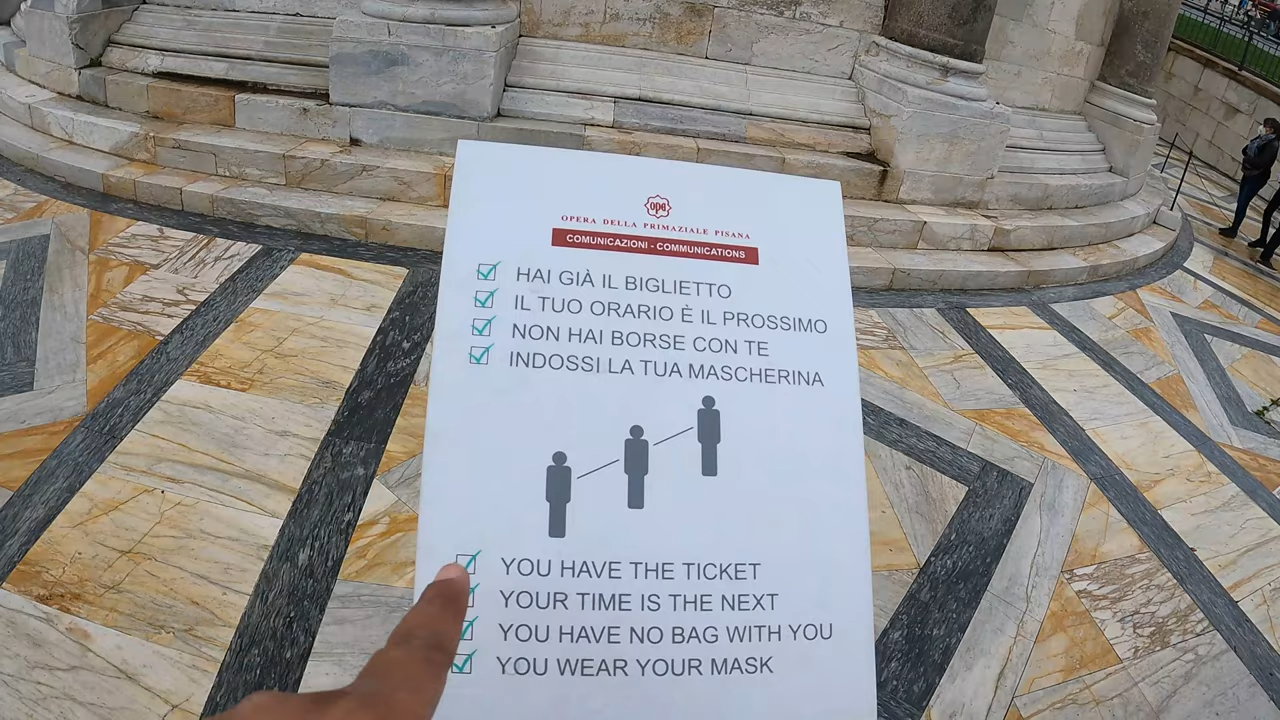 opa
OPERA DELLA PRIMAZIALE PISANA
COMUNICAZIONI - COMMUNICATIONS
HAI GIÀ IL BIGLIETTO
IL TUO ORARIO È IL PROSSIMO
NON HAI BORSE CON TE
INDOSSI LA TUA MASCHERINA
YOU HAVE THE TICKET
YOUR TIME IS THE NEXT
YOU HAVE NO BAG WITH YOU
YOU WEAR YOUR MASK